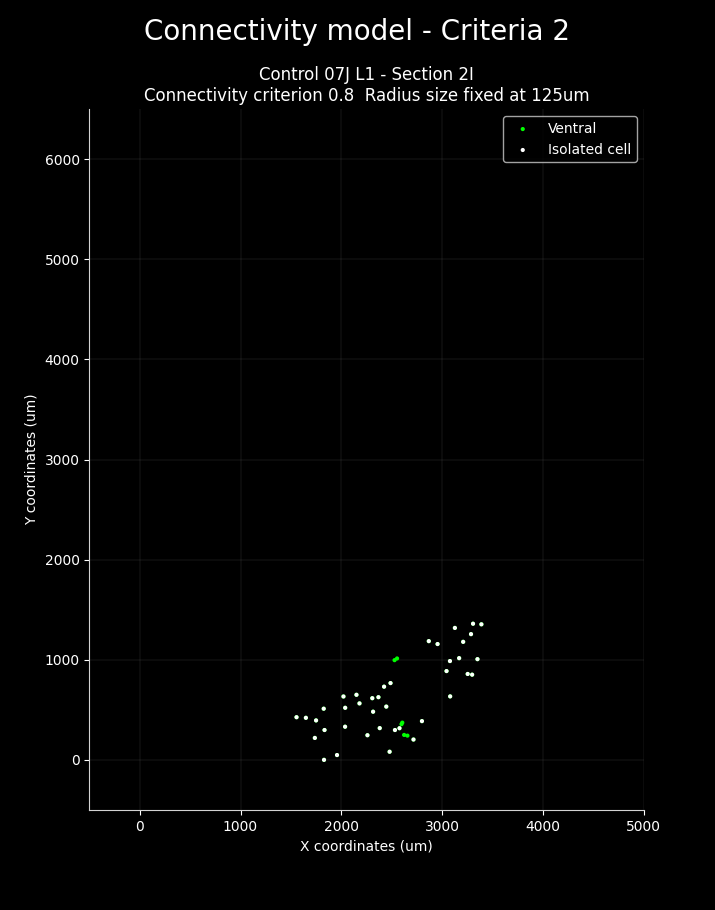 Connectivity model - Criteria 2
Control 07J L1 - Section 2I
Connectivity criterion 0.8  Radius size fixed at 125um
Ventral
Isolated cell
6000
5000
4000
3000
2000
1000
0
Y coordinates (um)
0 1000 2000 3000 4000 5000
X coordinates (um)